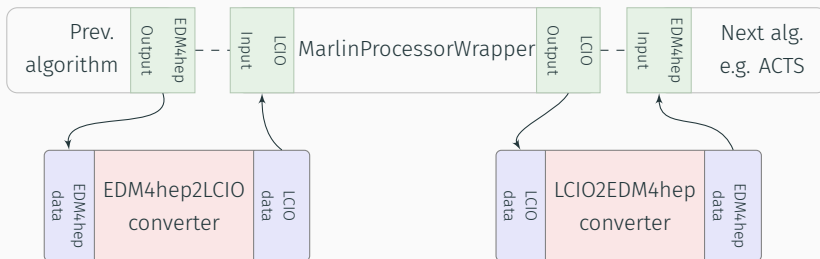 Prev.
algorithm
EDM4hep
Output
LCIO
Input
MarlinProcessorWrapper
LCIO
Output
EDM4hep
Input
Next alg.
e.g. ACTS
EDM4hep
data
EDM4hep2LCIO
converter
LCIO
data
LCIO
data
LCIO2EDM4hep
converter
EDM4hep
data